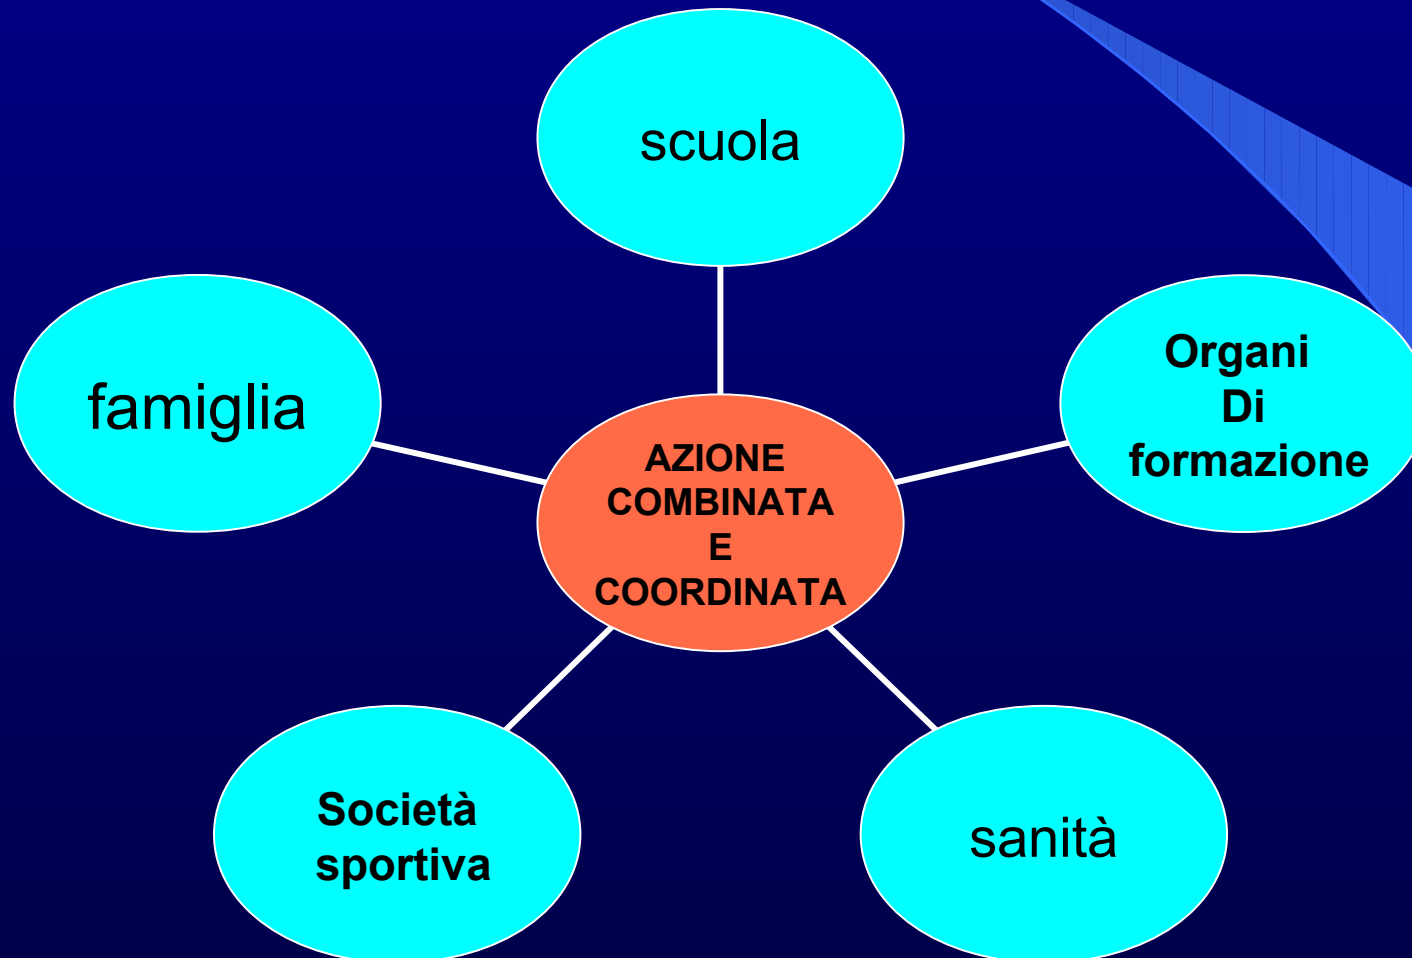 scuola
famiglia
Organi
Di
formazione
AZIONE
COMBINATA
E
COORDINATA
Società
sportiva
sanità